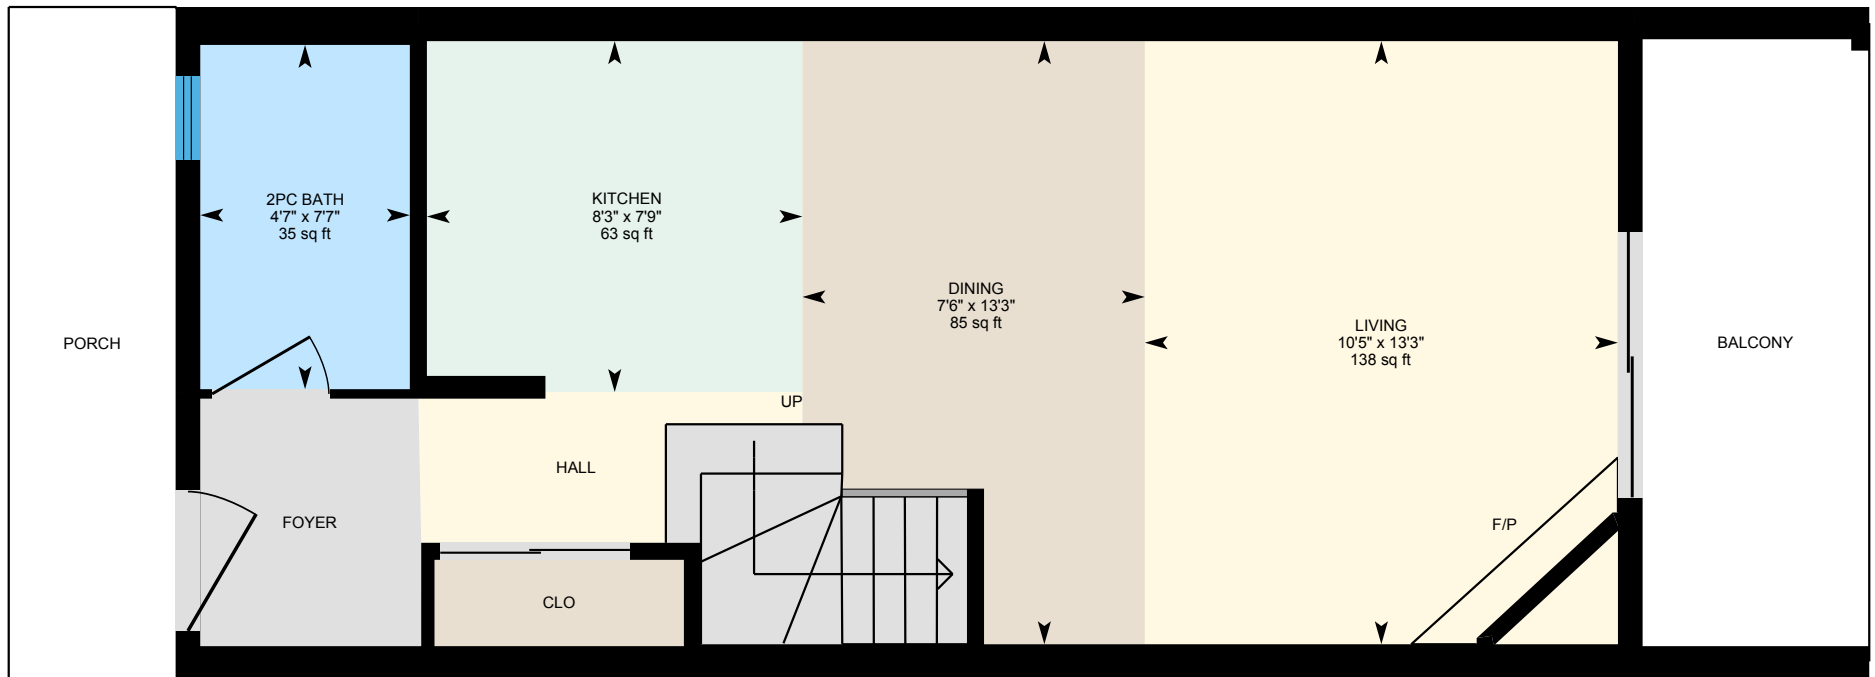 PORCH
2PC BATH
4'7" x 7'7"
35 sq ft
KITCHEN
8'3" x 7'9"
63 sq ft
DINING
7'6" x 13'3"
85 sq ft
LIVING
10'5" x 13'3"
138 sq ft
BALCONY
UP
HALL
FOYER
F/P
CLO